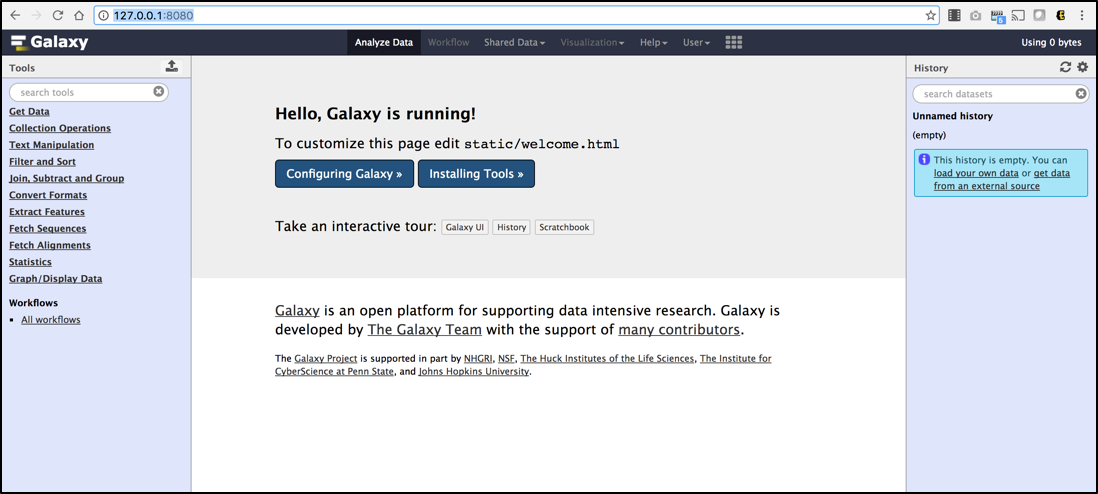 127.0.0.1:8080
6
Galaxy
Analyze Data Workflow Shared Data Visualization Help User
Using 0 bytes
Tools
search tools
Get Data
Collection Operations
Text Manipulation
Filter and Sort
Join, Subtract and Group
Convert Formats
Extract Features
Fetch Sequences
Fetch Alignments
Statistics
Graph/Display Data
Workflows
All workflows
Hello, Galaxy is running!
To customize this page edit static/welcome.html
Configuring Galaxy » Installing Tools »
Take an interactive tour: Galaxy UI History Scratchbook
Galaxy is an open platform for supporting data intensive research. Galaxy is
developed by The Galaxy Team with the support of many contributors.
The Galaxy Project is supported in part by NHGRI, NSF, The Huck Institutes of the Life Sciences, The Institute for
CyberScience at Penn State, and Johns Hopkins University.
History
search datasets
Unnamed history
(empty)
This history is empty. You can
load your own data or get data
from an external source